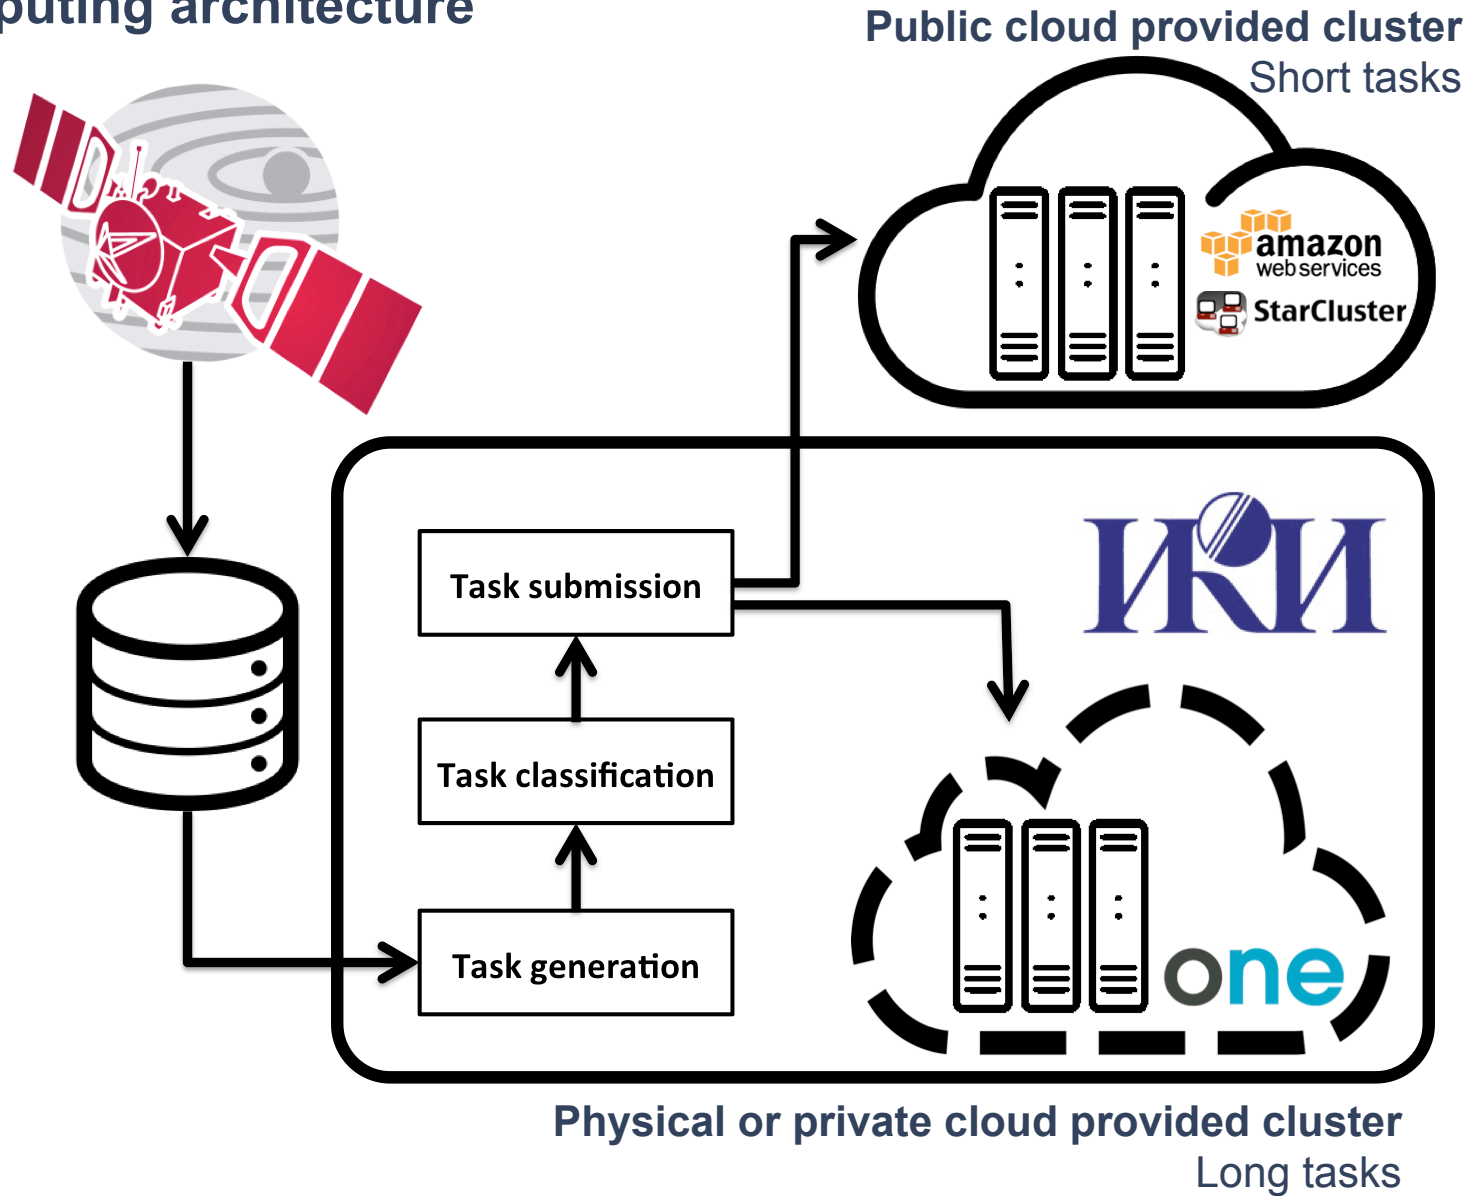 puting architecture
Public cloud provided cluster
Short tasks
amazon
web services
StarCluster
ИКИ
Task submission
Task classification
Task generation
one
Physical or private cloud provided cluster
Long tasks